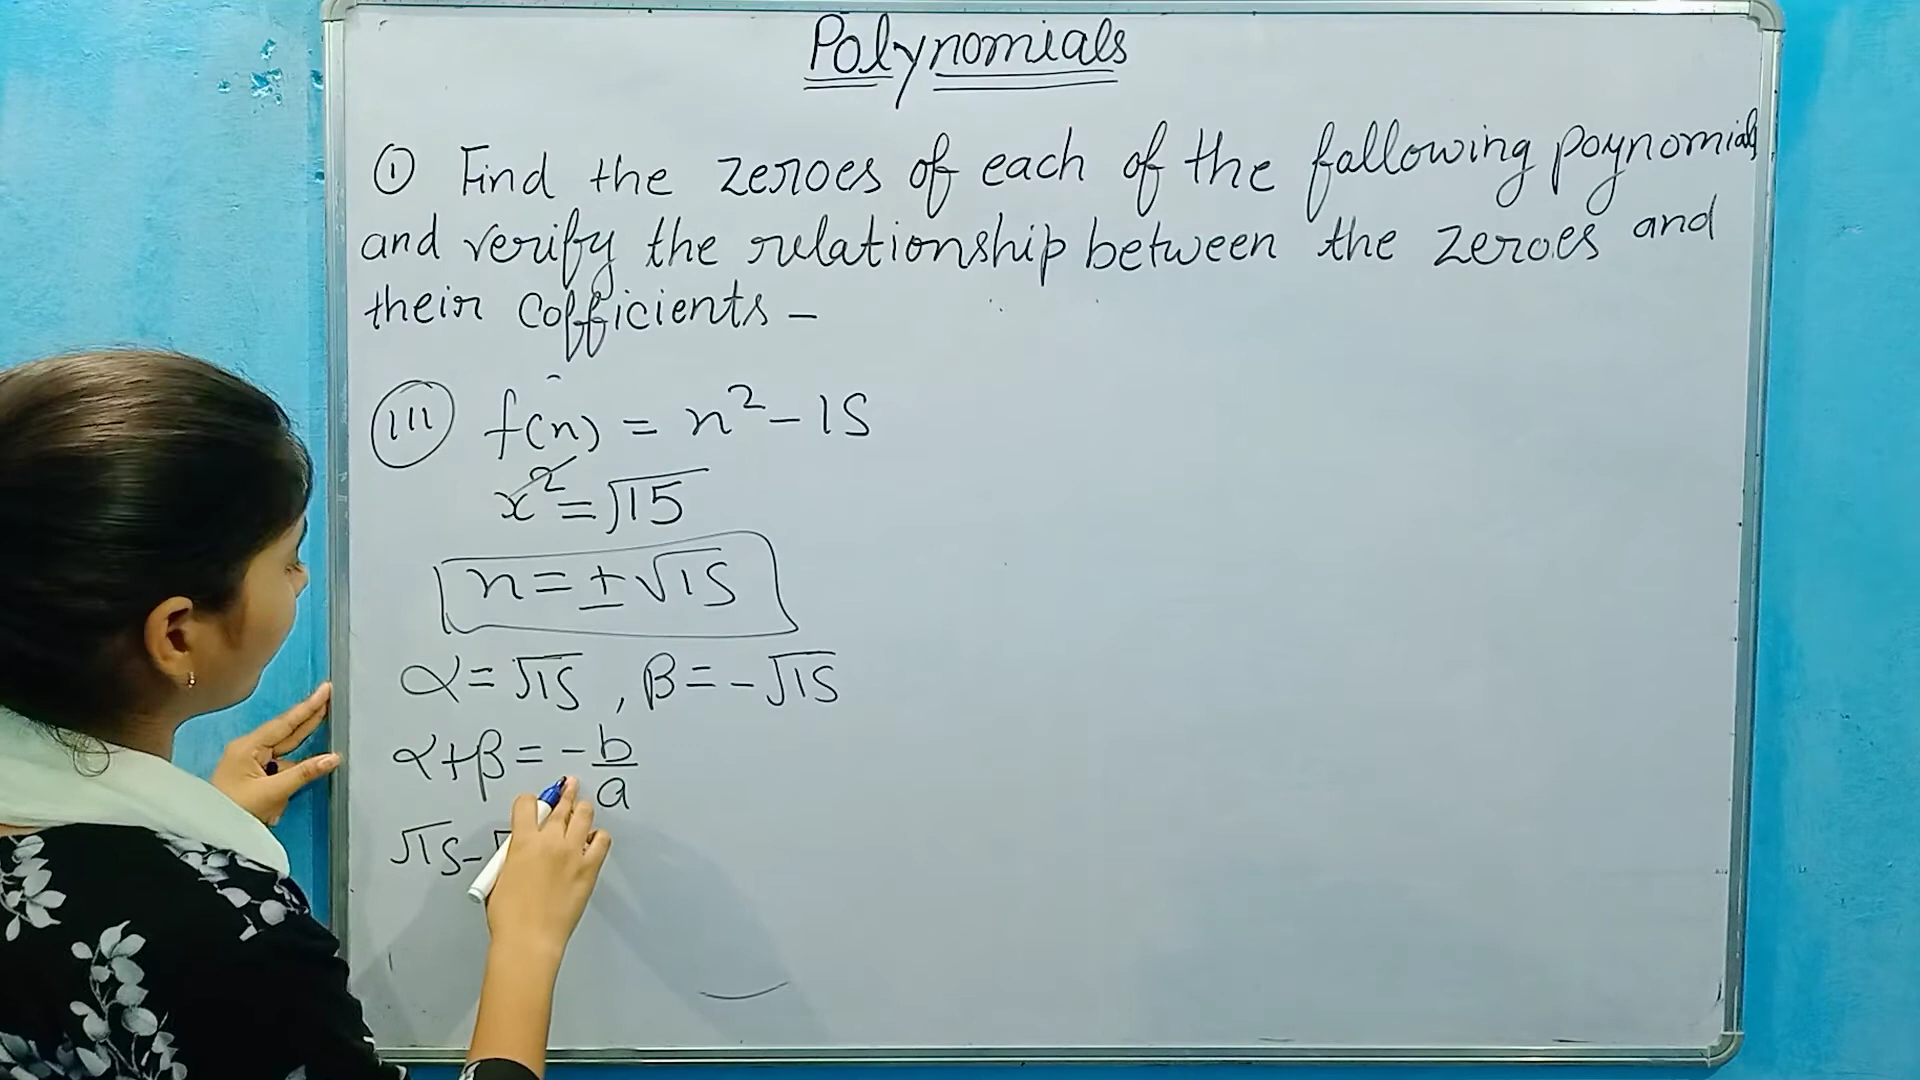 Polynomials
① Find the zeroes of each of the fallowing poynomials
and verify the relationship between the zeroes and
their cofficients -
(iii) f(x) = x² - 15
x² = √15
x = ± √15
α = √15 , β = - √15
α + β = - b/a
√15 - √